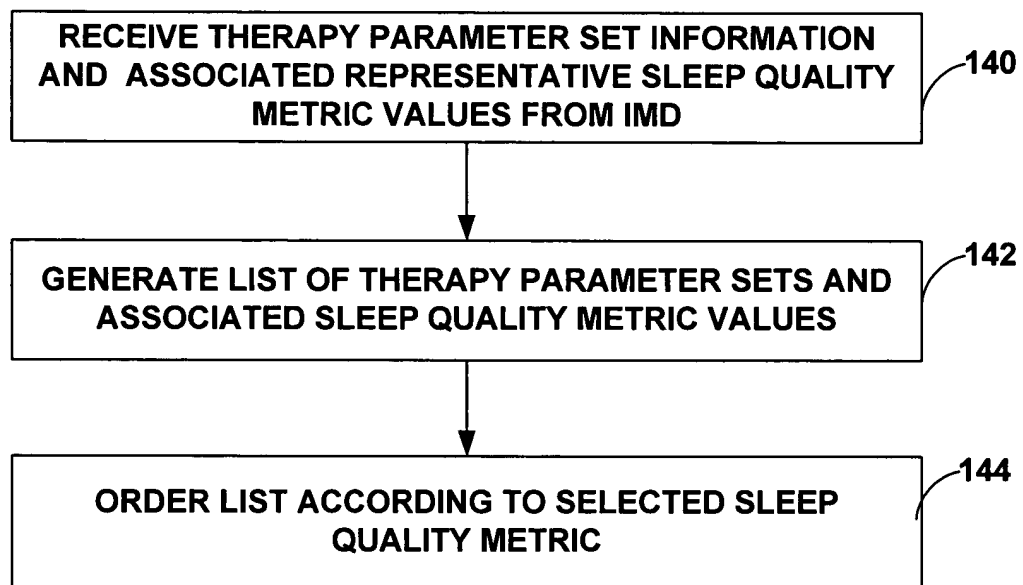 RECEIVE THERAPY PARAMETER SET INFORMATION
AND ASSOCIATED REPRESENTATIVE SLEEP QUALITY
METRIC VALUES FROM IMD
140
GENERATE LIST OF THERAPY PARAMETER SETS AND
ASSOCIATED SLEEP QUALITY METRIC VALUES
142
ORDER LIST ACCORDING TO SELECTED SLEEP
QUALITY METRIC
144